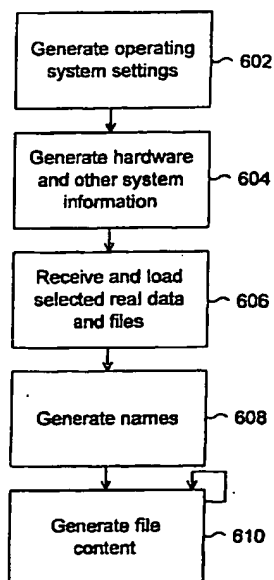 Generate operating
system settings
602
Generate hardware
and other system
information
604
Receive and load
selected real data
and files
606
Generate names
608
Generate file
content
610